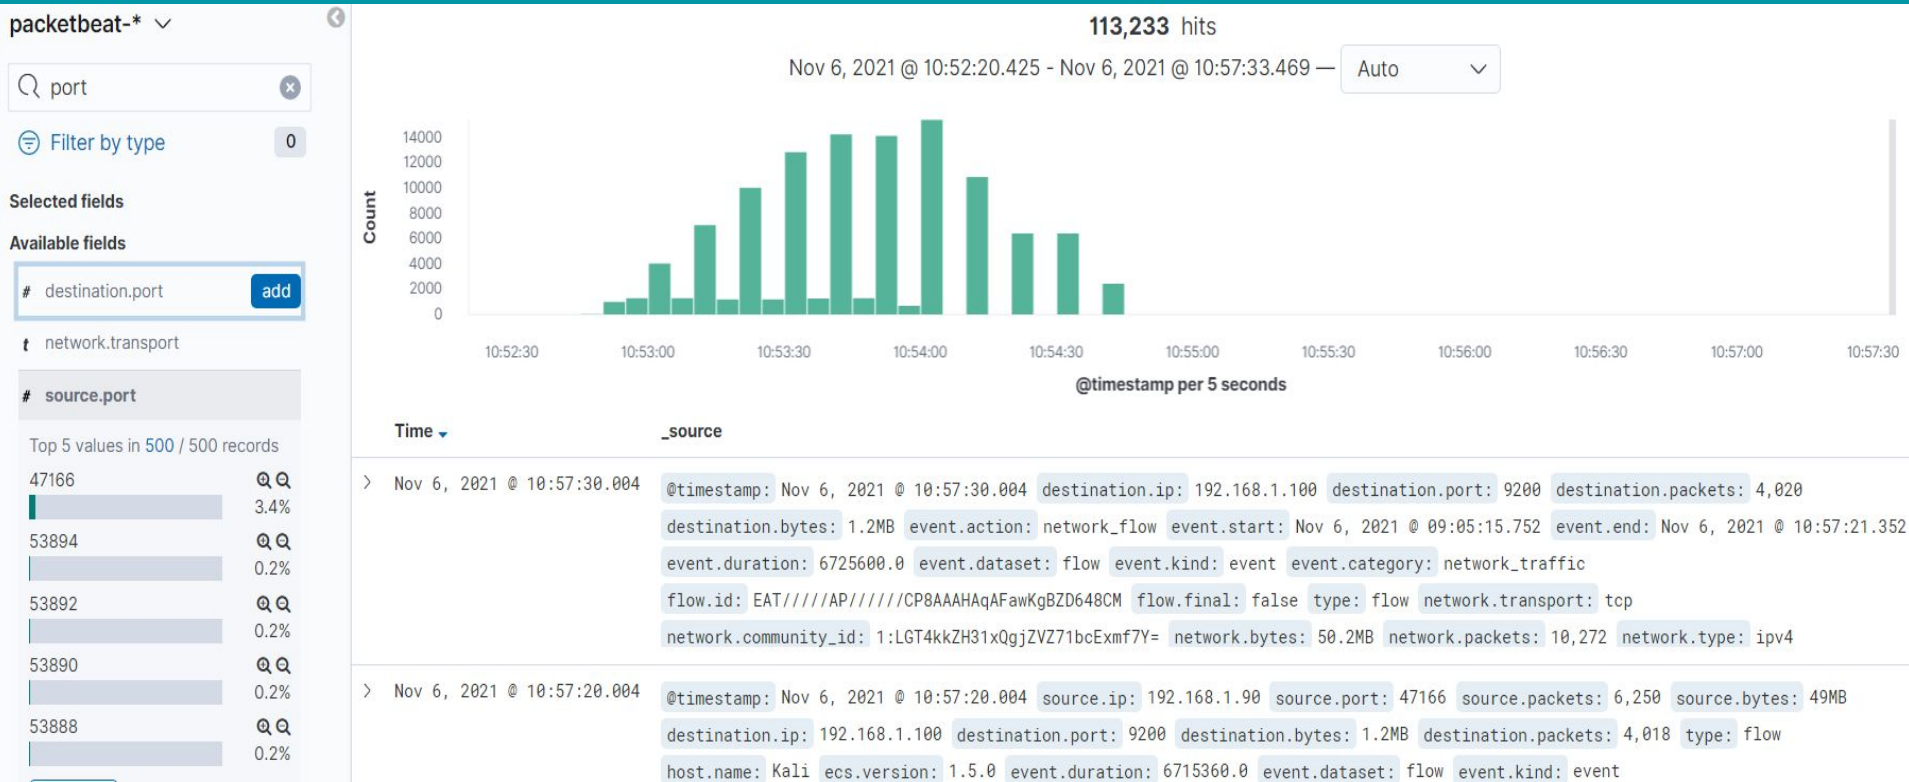 packetbeat-*
port
Filter by type 0
Selected fields
Available fields
# destination.port add
t network.transport
# source.port
Top 5 values in 500 / 500 records
47166
3.4%
53894
0.2%
53892
0.2%
53890
0.2%
53888
0.2%
113,233 hits
Nov 6, 2021 @ 10:52:20.425 - Nov 6, 2021 @ 10:57:33.469 — Auto
Count
14000
12000
10000
8000
6000
4000
2000
0
10:52:30 10:53:00 10:53:30 10:54:00 10:54:30 10:55:00 10:55:30 10:56:00 10:56:30 10:57:00 10:57:30
@timestamp per 5 seconds
Time _source
Nov 6, 2021 @ 10:57:30.004 @timestamp: Nov 6, 2021 @ 10:57:30.004 destination.ip: 192.168.1.100 destination.port: 9200 destination.packets: 4,020
destination.bytes: 1.2MB event.action: network_flow event.start: Nov 6, 2021 @ 09:05:15.752 event.end: Nov 6, 2021 @ 10:57:21.352
event.duration: 6725600.0 event.dataset: flow event.kind: event event.category: network_traffic
flow.id: EAT/////AP//////CP8AAAHAqAFawKgBZD648CM flow.final: false type: flow network.transport: tcp
network.community_id: 1:LGT4kkZH31xQgjZVZ71bcExmf7Y= network.bytes: 50.2MB network.packets: 10,272 network.type: ipv4
Nov 6, 2021 @ 10:57:20.004 @timestamp: Nov 6, 2021 @ 10:57:20.004 source.ip: 192.168.1.90 source.port: 47166 source.packets: 6,250 source.bytes: 49MB
destination.ip: 192.168.1.100 destination.port: 9200 destination.bytes: 1.2MB destination.packets: 4,018 type: flow
host.name: Kali ecs.version: 1.5.0 event.duration: 6715360.0 event.dataset: flow event.kind: event